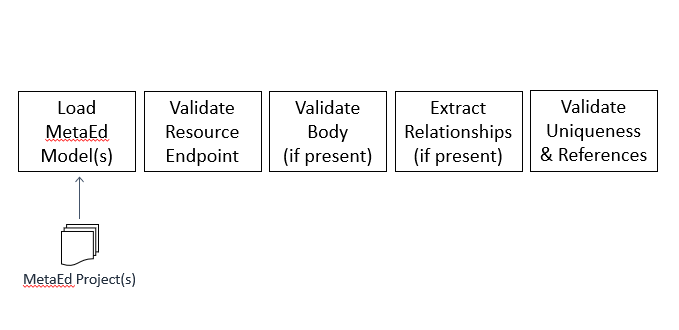 Load
MetaEd
Model(s)
Validate
Resource
Endpoint
Validate
Body
(if present)
Extract
Relationships
(if present)
Validate
Uniqueness
& References
MetaEd Project(s)